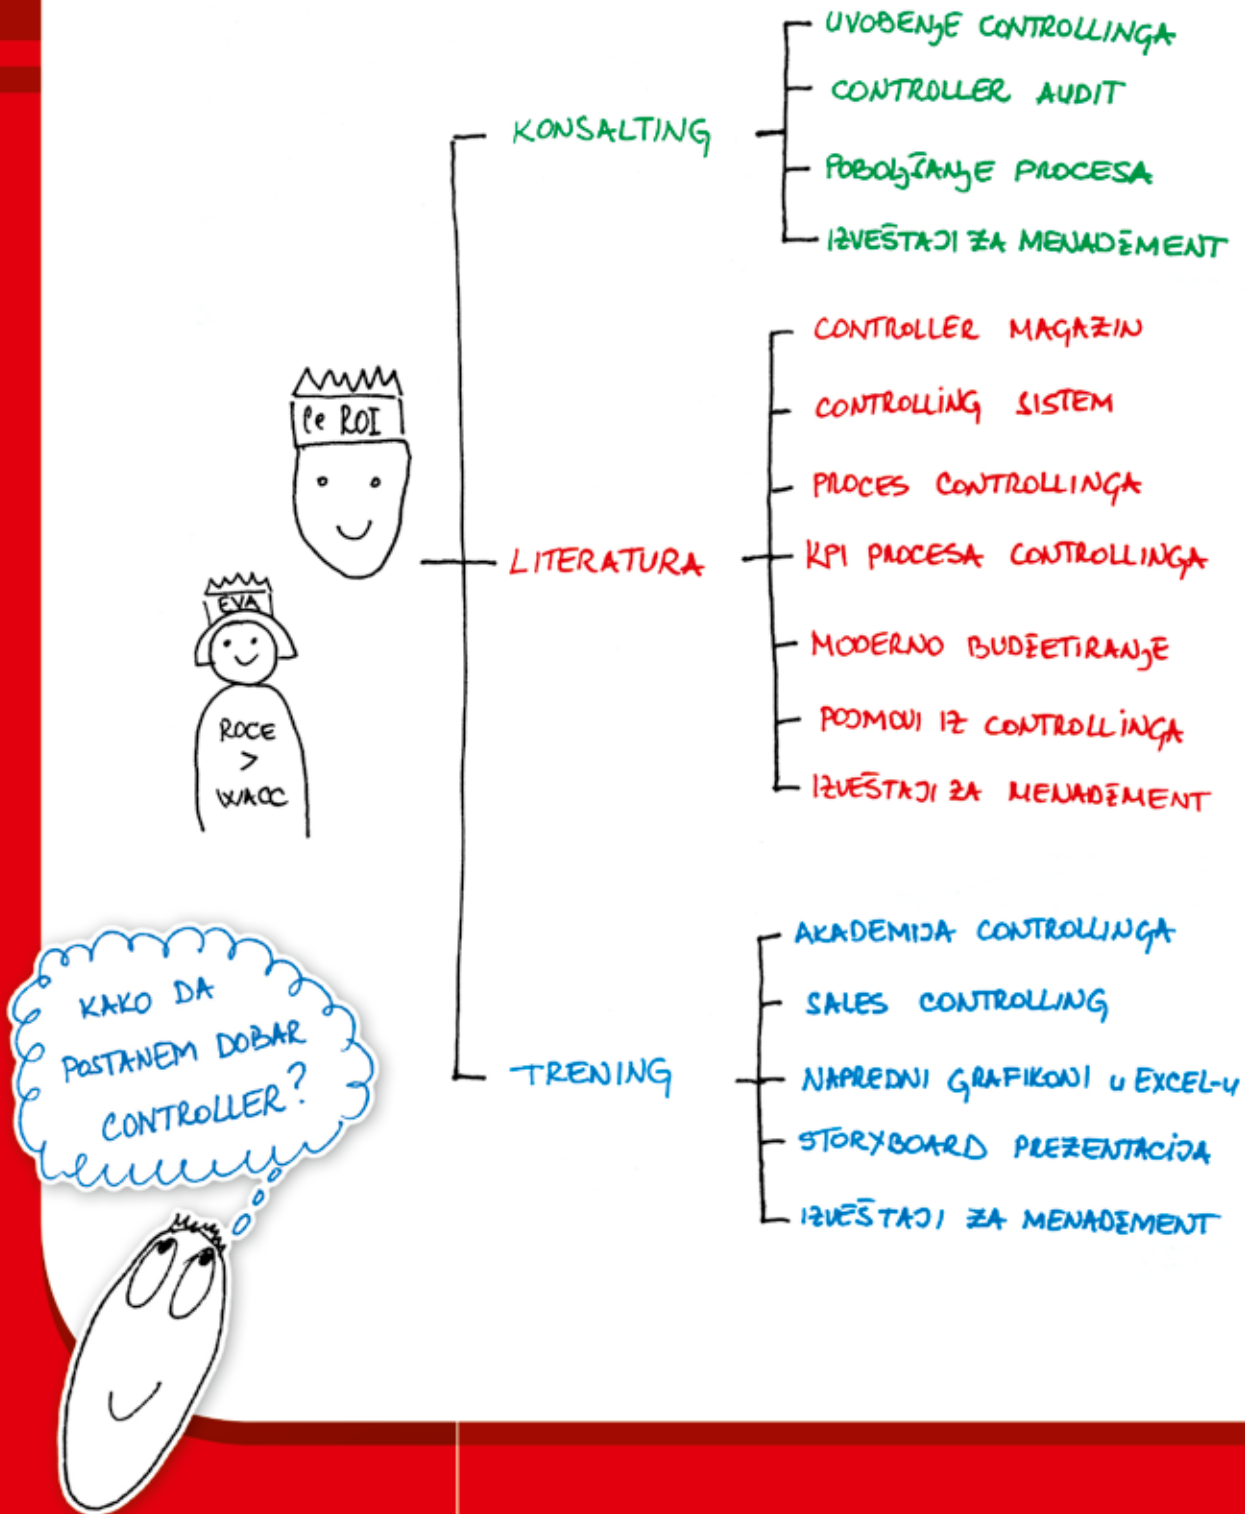 UVOĐENjE CONTROLLINGA
CONTROLLER AUDIT
KONSALTING
POBOLjŠANjE PROCESA
IZVEŠTAJI ZA MENADŽMENT
CONTROLLER MAGAZIN
le ROI
CONTROLLING SISTEM
PROCES CONTROLLINGA
LITERATURA
KPI PROCESA CONTROLLINGA
EVA
MODERNO BUDŽETIRANjE
ROCE
>
WACC
POJMOVI IZ CONTROLLINGA
IZVEŠTAJI ZA MENADŽMENT
AKADEMIJA CONTROLLINGA
KAKO DA
POSTANEM DOBAR
CONTROLLER?
SALES CONTROLLING
TRENING
NAPREDNI GRAFIKONI u EXCEL-u
STORYBOARD PREZENTACIJA
IZVEŠTAJI ZA MENADŽMENT